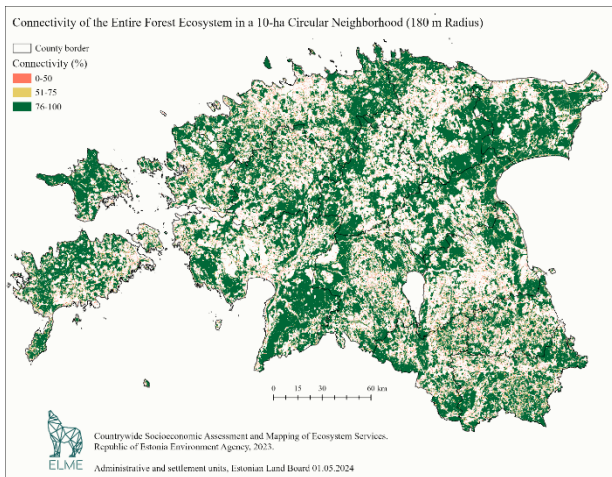 Connectivity of the Entire Forest Ecosystem in a 10-ha Circular Neighborhood (180 m Radius)
County border
Connectivity (%)
0-50
51-75
76-100
0 15 30 60 km
ELME
Countrywide Socioeconomic Assessment and Mapping of Ecosystem Services.
Republic of Estonia Environment Agency, 2023.
Administrative and settlement units, Estonian Land Board 01.05.2024